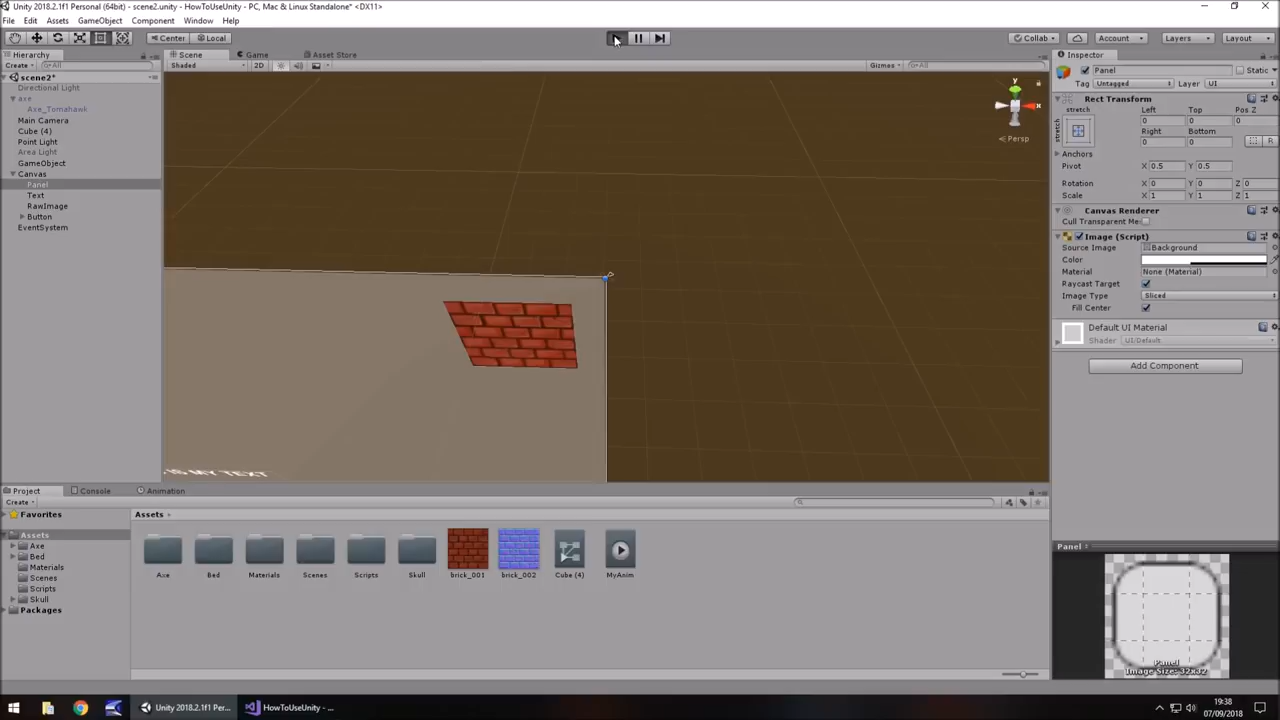 Unity 2018.2.1f1 Personal (64bit) - scene2.unity - HowToUseUnity - PC, Mac & Linux Standalone* <DX11>
File Edit Assets GameObject Component Window Help
Center Local Collab Account Layers Layout
Hierarchy Scene Game Asset Store Inspector
Create All Shaded 2D Gizmos All Panel Static
scene2* Tag Untagged Layer UI
Directional Light
axe Rect Transform
Axe_Tomahawk stretch Left Top Pos Z
Main Camera stretch 0 0 0
Cube (4) Right Bottom
Point Light 0 0 R
Area Light Anchors
GameObject Pivot X 0.5 Y 0.5
Canvas Rotation X 0 Y 0 Z 0
Panel Scale X 1 Y 1 Z 1
Text Canvas Renderer
RawImage Cull Transparent Me
Button Image (Script)
EventSystem Source Image Background
Color
Material None (Material)
Raycast Target
Image Type Sliced
Fill Center
Default UI Material
Shader UI/Default
Add Component
y
x
Persp
IS MY TEXT
Project Console Animation
Create
Favorites Assets
Assets
Axe
Bed
Materials
Scenes
Scripts
Skull
Packages
Axe Bed Materials Scenes Scripts Skull brick_001 brick_002 Cube (4) MyAnim
Panel
Panel
Image Size: 32x32
Unity 2018.2.1f1 Per... HowToUseUnity -...
19:38
07/09/2018